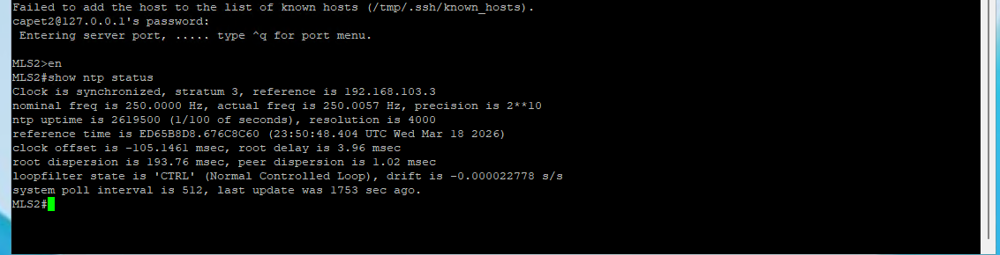 Failed to add the host to the list of known hosts (/tmp/.ssh/known_hosts).
capet2@127.0.0.1's password:
 Entering server port, ..... type ^q for port menu.
MLS2>en
MLS2#show ntp status
Clock is synchronized, stratum 3, reference is 192.168.103.3
nominal freq is 250.0000 Hz, actual freq is 250.0057 Hz, precision is 2**10
ntp uptime is 2619500 (1/100 of seconds), resolution is 4000
reference time is ED65B8D8.676C8C60 (23:50:48.404 UTC Wed Mar 18 2026)
clock offset is -105.1461 msec, root delay is 3.96 msec
root dispersion is 193.76 msec, peer dispersion is 1.02 msec
loopfilter state is 'CTRL' (Normal Controlled Loop), drift is -0.000022778 s/s
system poll interval is 512, last update was 1753 sec ago.
MLS2#